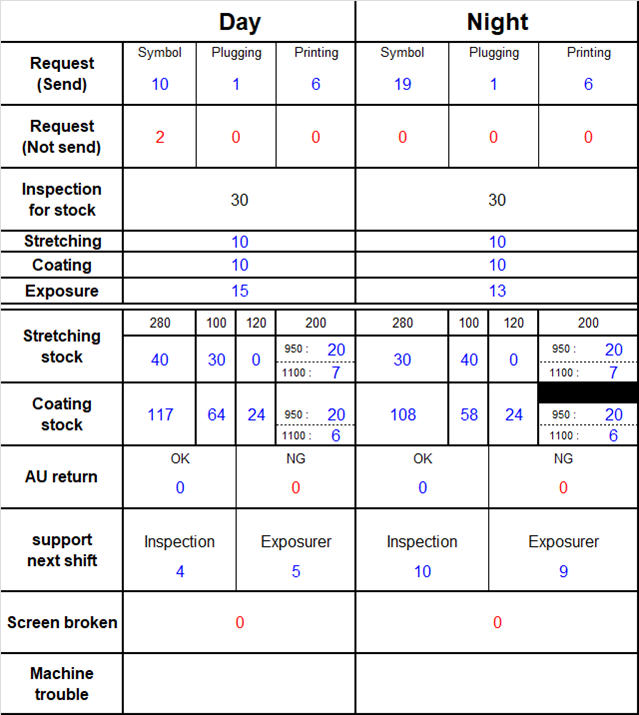 Day Night
Request (Send) Symbol Plugging Printing Symbol Plugging Printing
10 1 6 19 1 6
Request (Not send) 2 0 0 0 0 0
Inspection for stock 30 30
Stretching 10 10
Coating 10 10
Exposure 15 13
Stretching stock 280 100 120 200 280 100 120 200
40 30 0 950 : 20 30 40 0 950 : 20
1100 : 7 1100 : 7
Coating stock 117 64 24 950 : 20 108 58 24 950 : 20
1100 : 6 1100 : 6
AU return OK NG OK NG
0 0 0 0
support next shift Inspection Exposurer Inspection Exposurer
4 5 10 9
Screen broken 0 0
Machine trouble